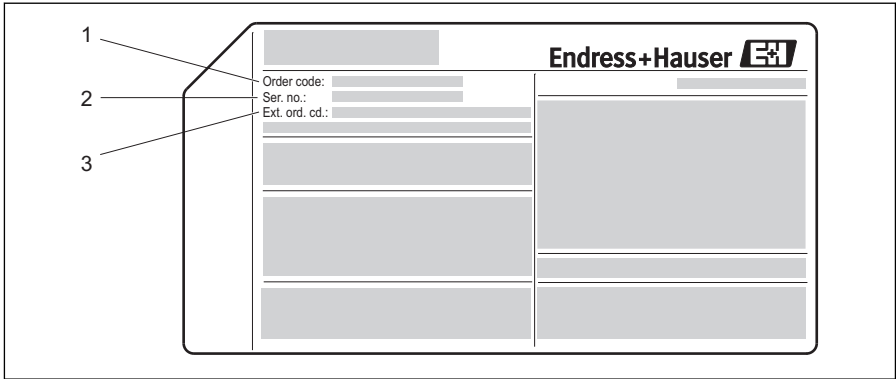 1
Endress+Hauser
Order code:
2
Ser. no.:
Ext. ord. cd.:
3